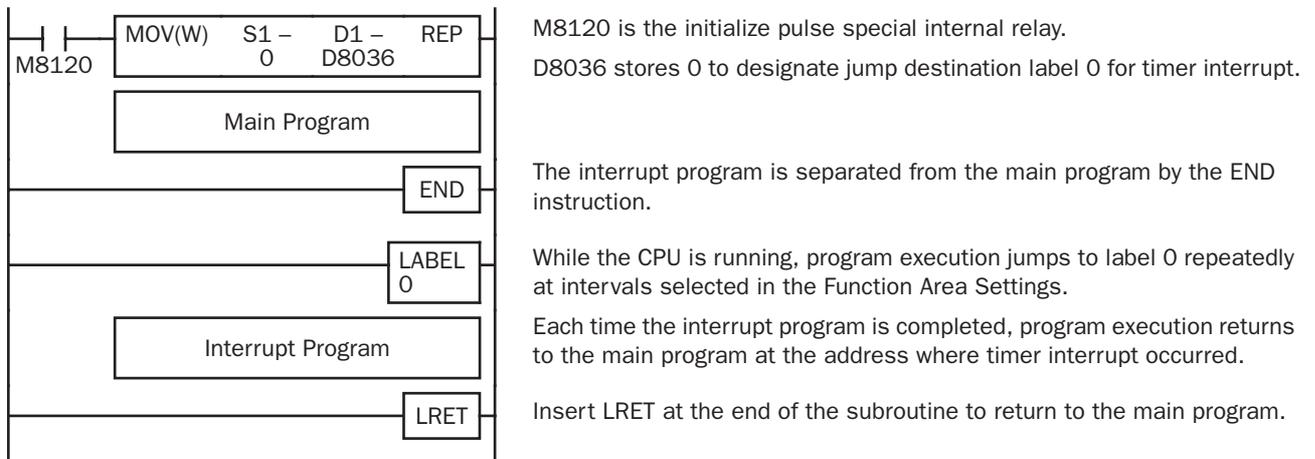 MOV(W) S1 – D1 – REP
0 D8036
M8120
M8120 is the initialize pulse special internal relay.
D8036 stores 0 to designate jump destination label 0 for timer interrupt.
Main Program
END
The interrupt program is separated from the main program by the END
instruction.
LABEL
0
While the CPU is running, program execution jumps to label 0 repeatedly
at intervals selected in the Function Area Settings.
Interrupt Program
Each time the interrupt program is completed, program execution returns
to the main program at the address where timer interrupt occurred.
LRET
Insert LRET at the end of the subroutine to return to the main program.